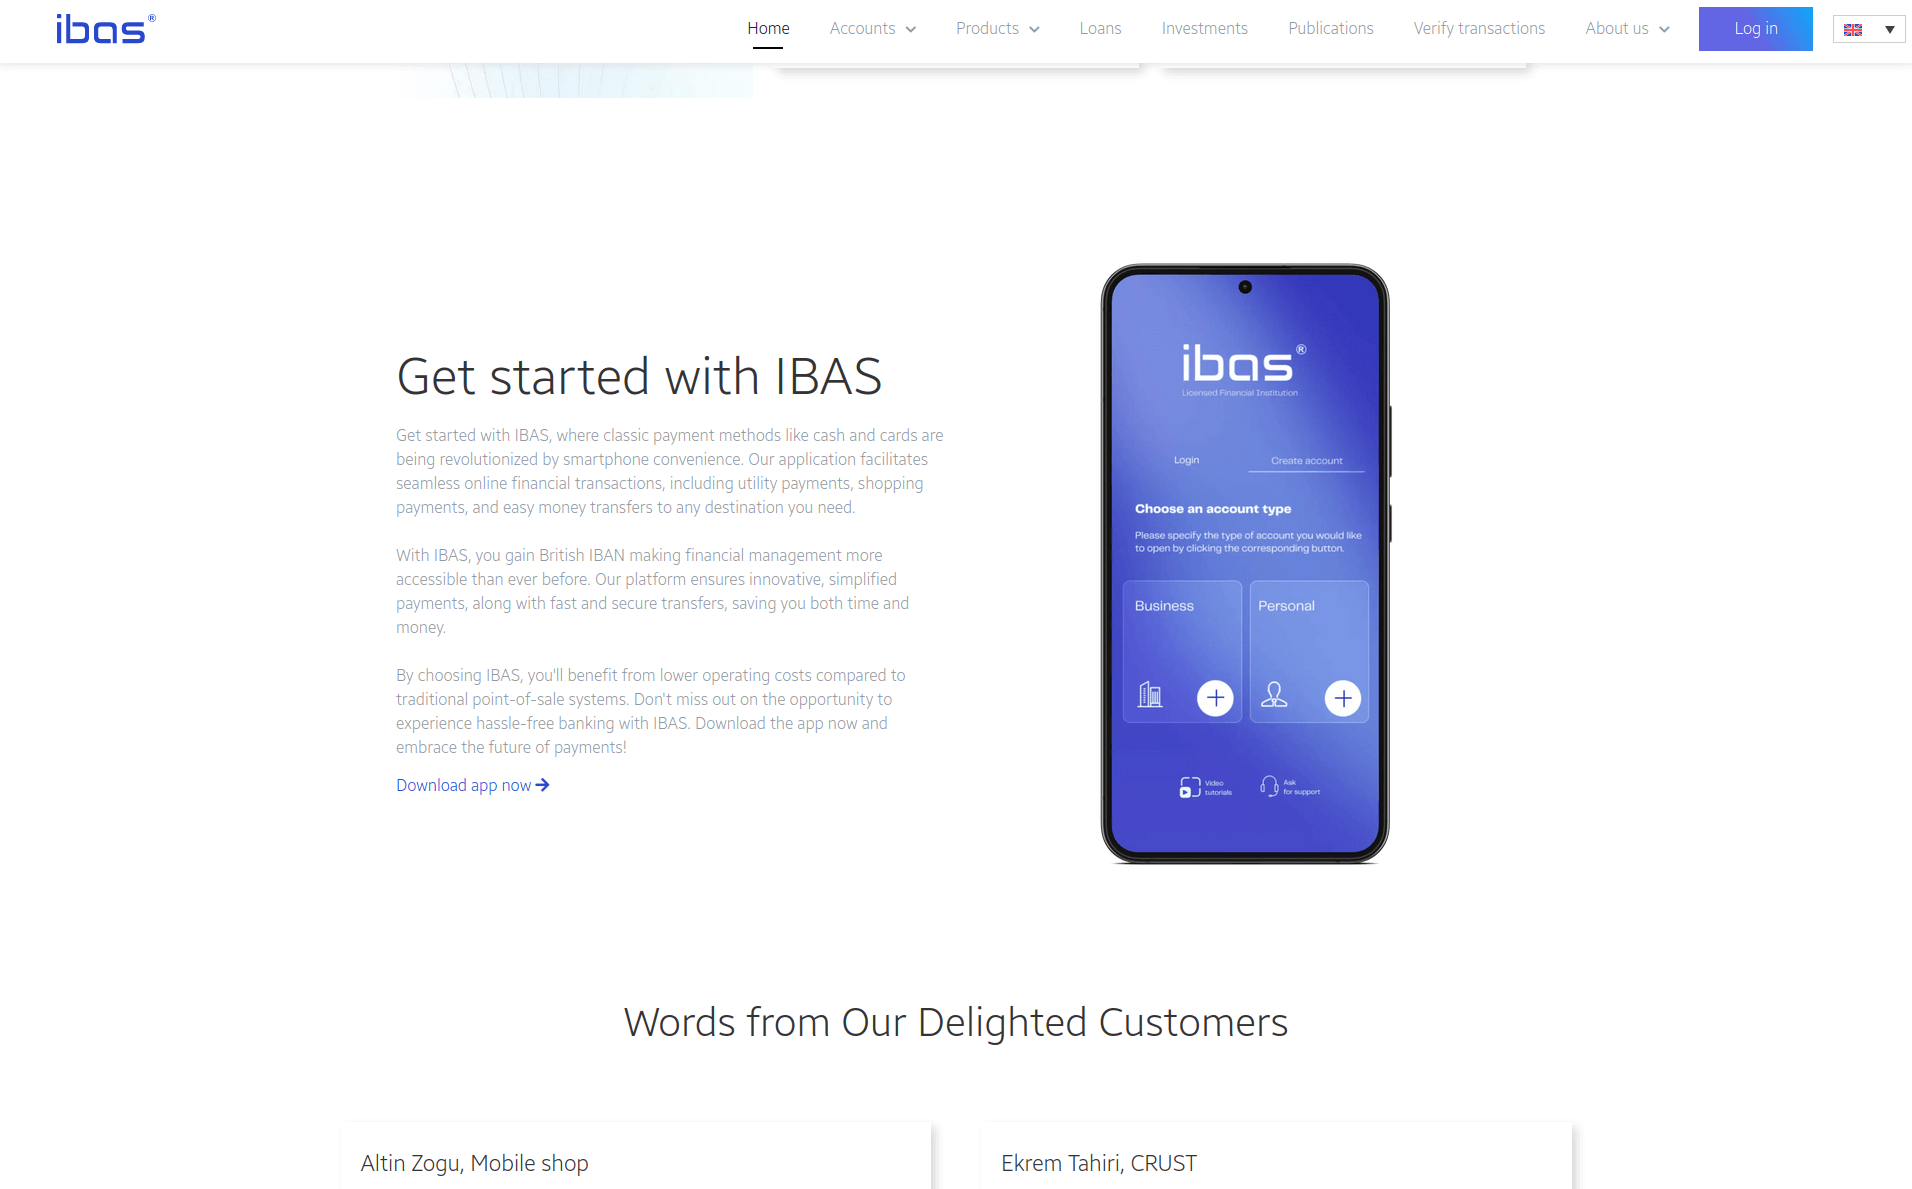 ibas®
Home Accounts Products Loans Investments Publications Verify transactions About us Log in
Get started with IBAS
Get started with IBAS, where classic payment methods like cash and cards are
being revolutionized by smartphone convenience. Our application facilitates
seamless online financial transactions, including utility payments, shopping
payments, and easy money transfers to any destination you need.
With IBAS, you gain British IBAN making financial management more
accessible than ever before. Our platform ensures innovative, simplified
payments, along with fast and secure transfers, saving you both time and
money.
By choosing IBAS, you'll benefit from lower operating costs compared to
traditional point-of-sale systems. Don't miss out on the opportunity to
experience hassle-free banking with IBAS. Download the app now and
embrace the future of payments!
Download app now
ibas®
Licensed Financial Institution
Login Create account
Choose an account type
Please specify the type of account you would like
to open by clicking the corresponding button.
Business Personal
Video
tutorials
Ask
for support
Words from Our Delighted Customers
Altin Zogu, Mobile shop
Ekrem Tahiri, CRUST